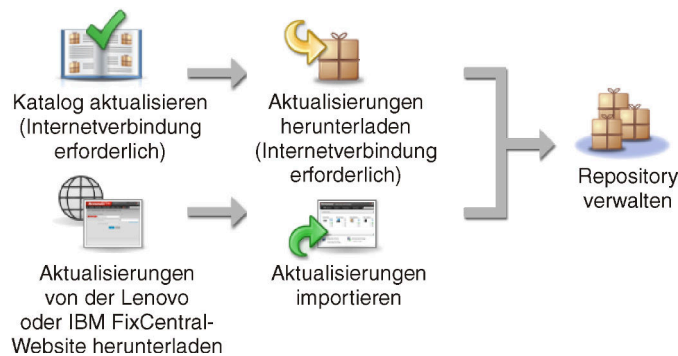 Katalog aktualisieren
(Internetverbindung
erforderlich)
Aktualisierungen
herunterladen
(Internetverbindung
erforderlich)
Repository
verwalten
Aktualisierungen
von der Lenovo
oder IBM FixCentral-
Website herunterladen
Aktualisierungen
importieren